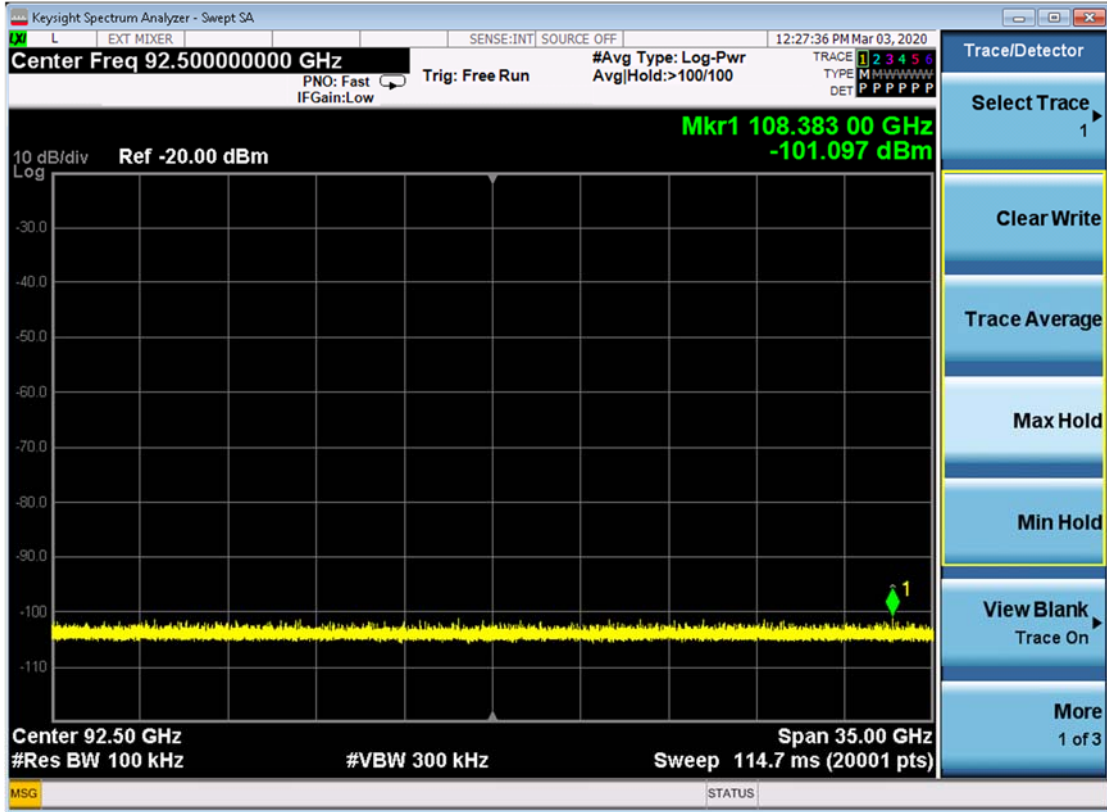 Keysight Spectrum Analyzer - Swept SA
LXI L EXT MIXER SENSE:INT SOURCE OFF 12:27:36 PM Mar 03, 2020
Center Freq 92.500000000 GHz
PNO: Fast
IFGain:Low
Trig: Free Run
#Avg Type: Log-Pwr
Avg|Hold:>100/100
TRACE 1 2 3 4 5 6
TYPE M M W W W W W
DET P P P P P P
Mkr1 108.383 00 GHz
-101.097 dBm
10 dB/div Ref -20.00 dBm
Log
-30.0
-40.0
-50.0
-60.0
-70.0
-80.0
-90.0
-100
-110
1
Center 92.50 GHz Span 35.00 GHz
#Res BW 100 kHz #VBW 300 kHz Sweep 114.7 ms (20001 pts)
MSG STATUS
Trace/Detector
Select Trace
1
Clear Write
Trace Average
Max Hold
Min Hold
View Blank
Trace On
More
1 of 3